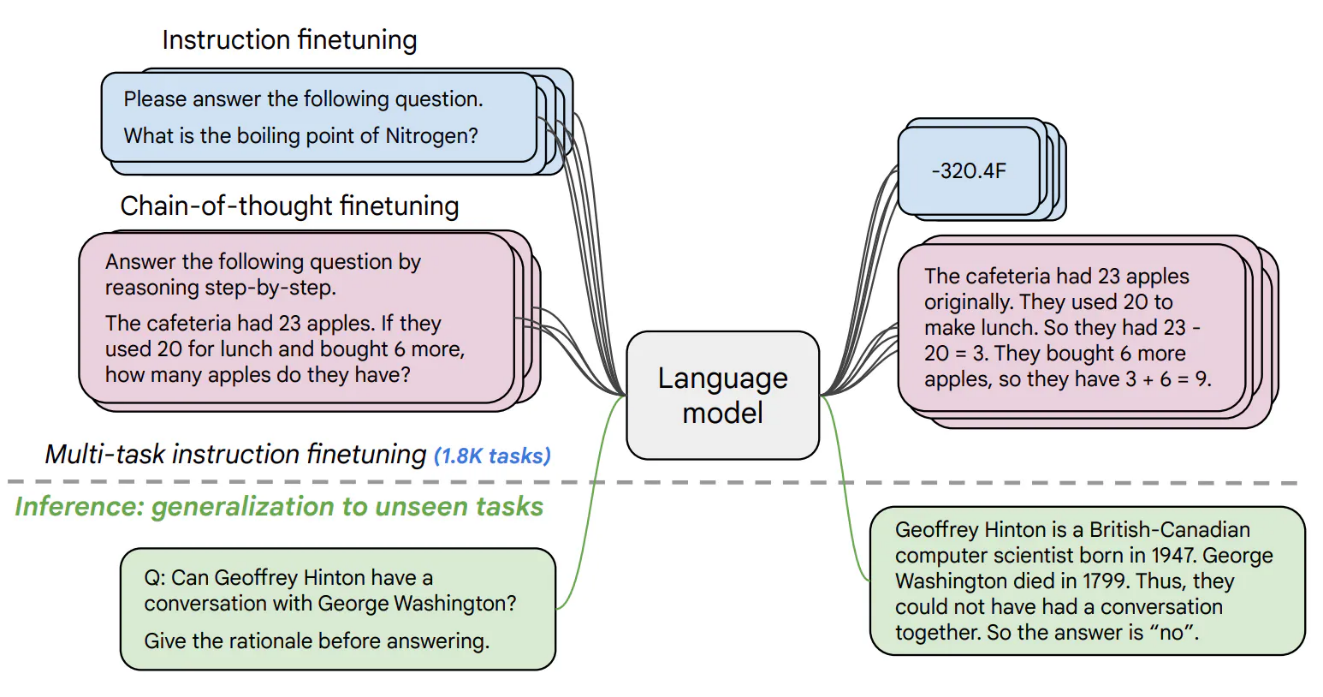 Instruction finetuning
Please answer the following question.
What is the boiling point of Nitrogen?
-320.4F
Chain-of-thought finetuning
Answer the following question by
reasoning step-by-step.
The cafeteria had 23 apples. If they
used 20 for lunch and bought 6 more,
how many apples do they have?
Language
model
The cafeteria had 23 apples
originally. They used 20 to
make lunch. So they had 23 -
20 = 3. They bought 6 more
apples, so they have 3 + 6 = 9.
Multi-task instruction finetuning (1.8K tasks)
Inference: generalization to unseen tasks
Q: Can Geoffrey Hinton have a
conversation with George Washington?
Give the rationale before answering.
Geoffrey Hinton is a British-Canadian
computer scientist born in 1947. George
Washington died in 1799. Thus, they
could not have had a conversation
together. So the answer is “no”.